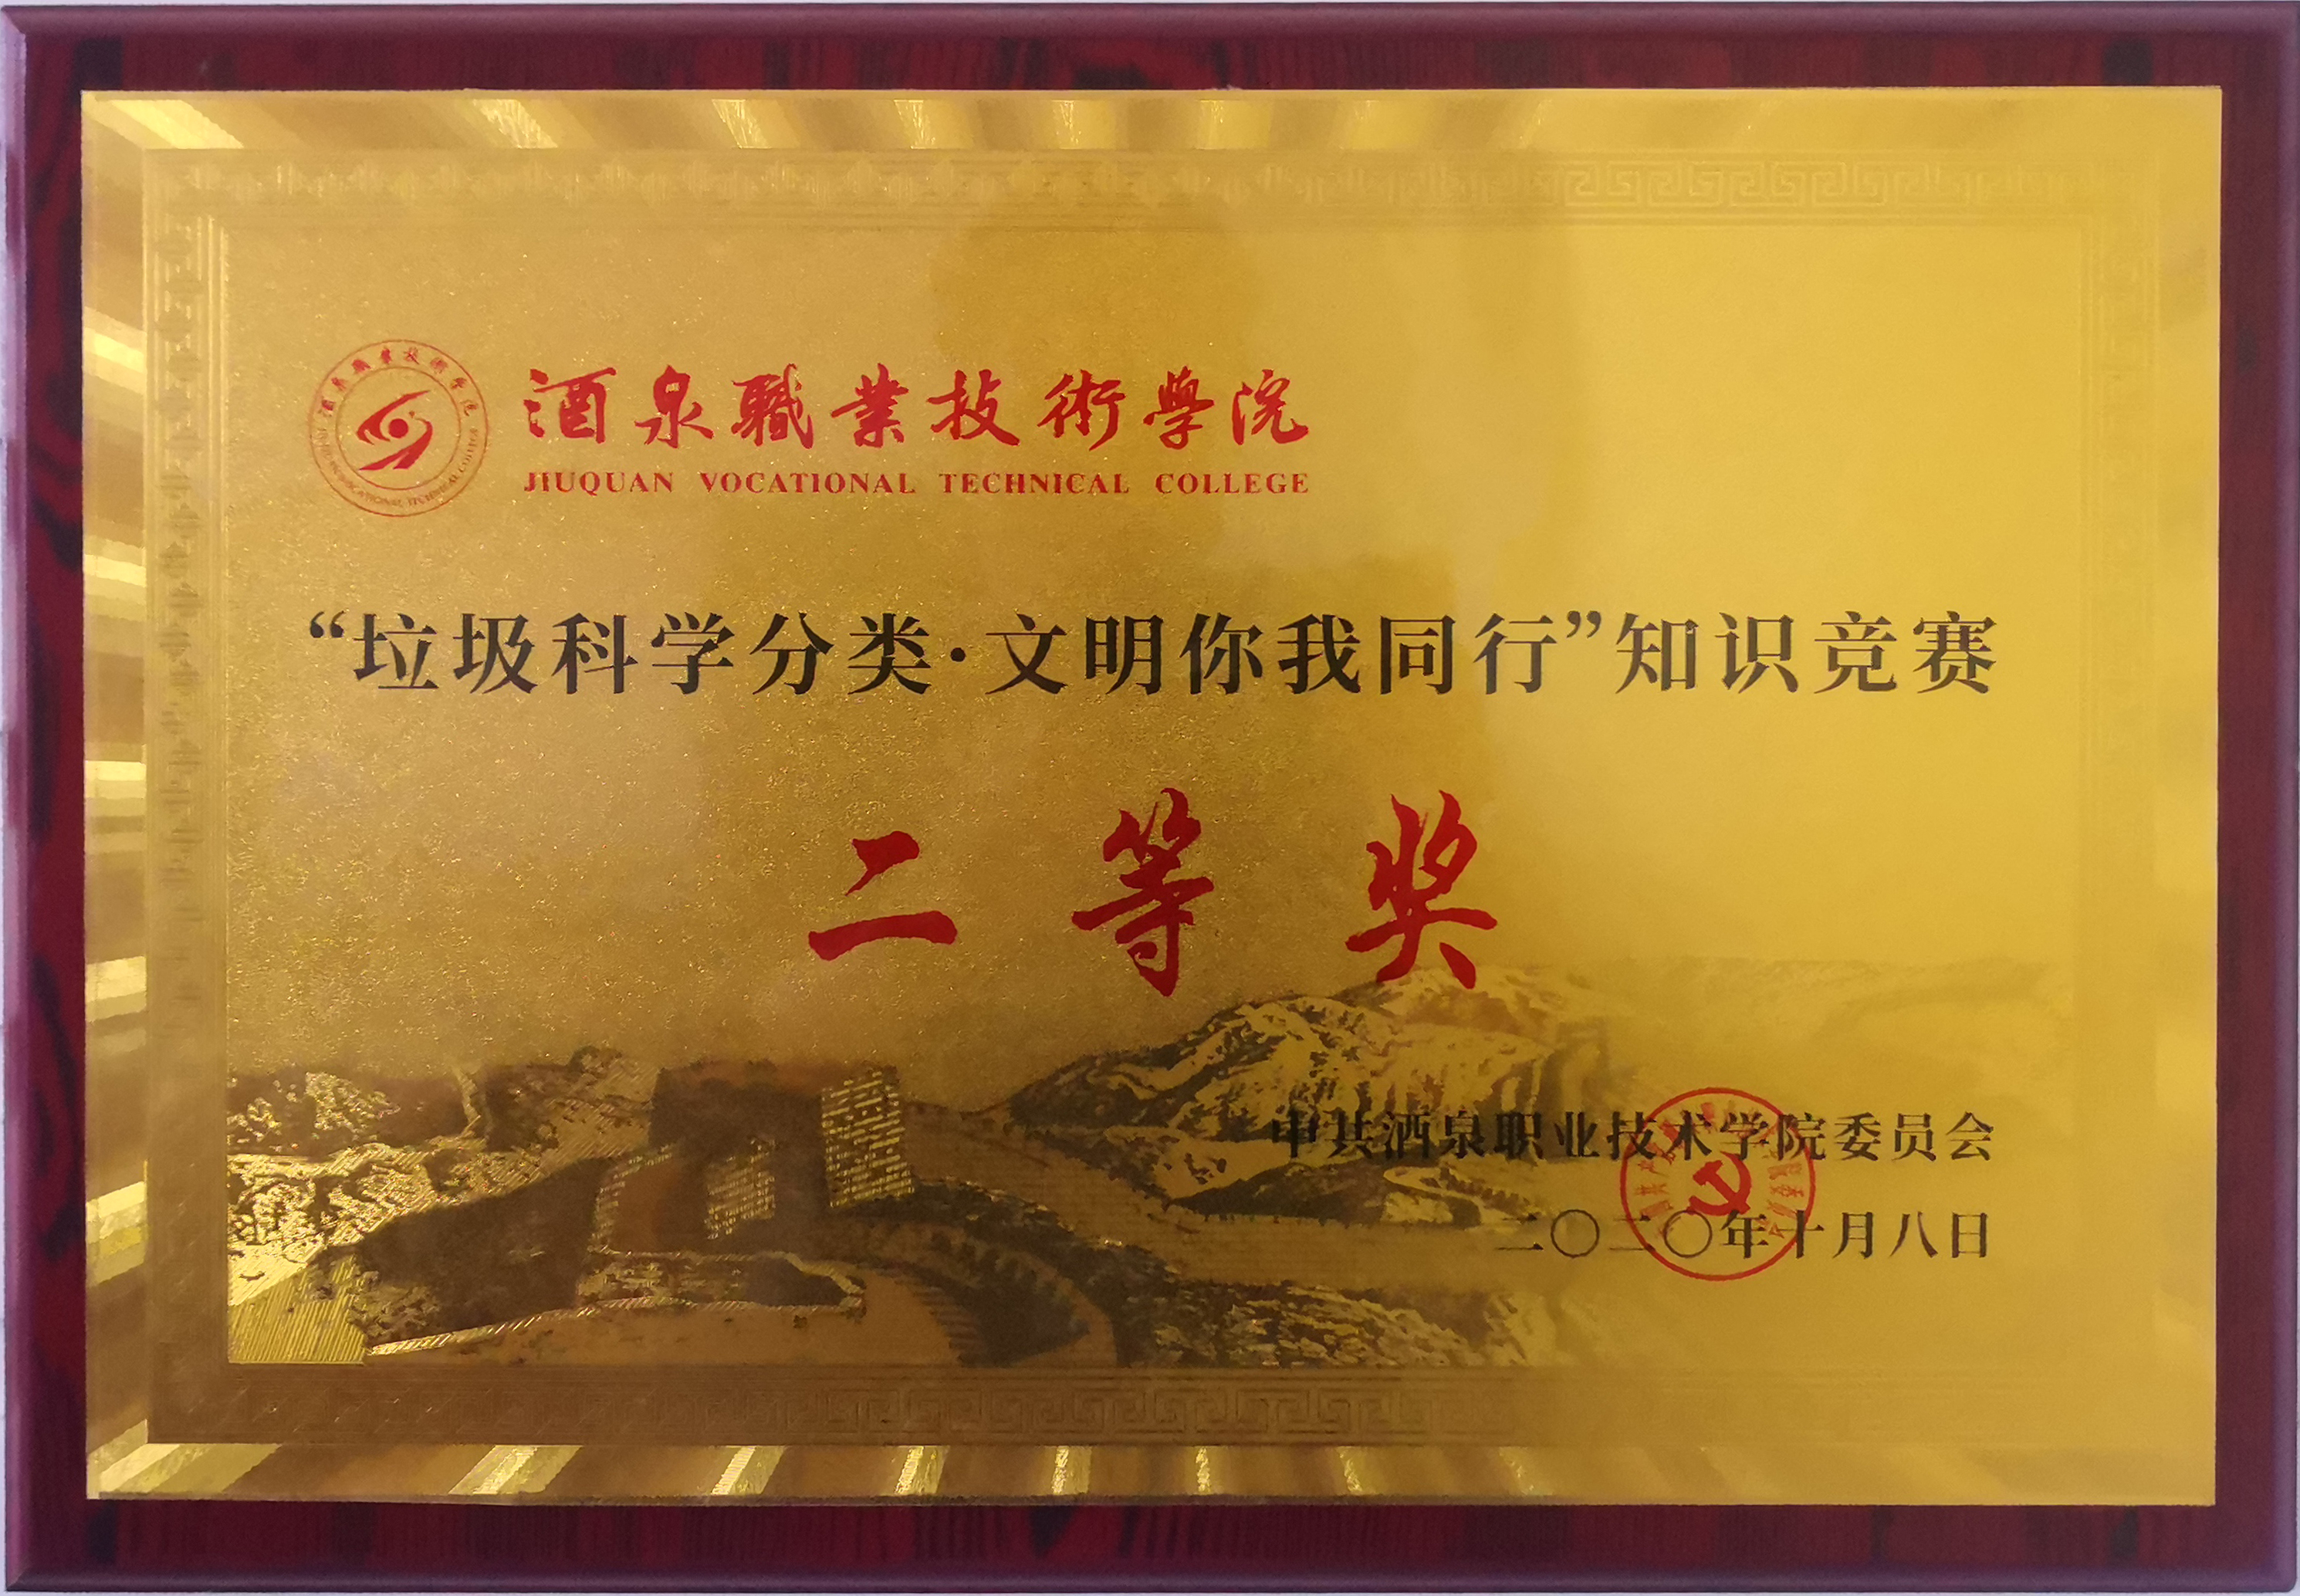 酒泉職業技術學院
JIUQUAN VOCATIONAL TECHNICAL COLLEGE
“垃圾科学分类·文明你我同行”知识竞赛
二等奖
中共酒泉职业技术学院委员会
二〇二〇年十月八日